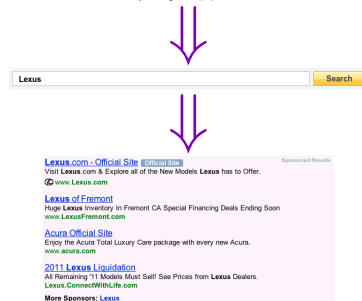 Lexus
Search
Lexus.com - Official Site Official Site
Sponsored Results
Visit Lexus.com & Explore all of the New Models Lexus has to Offer.
www.Lexus.com
Lexus of Fremont
Huge Lexus Inventory In Fremont CA Special Financing Deals Ending Soon
www.LexusFremont.com
Acura Official Site
Enjoy the Acura Total Luxury Care package with every new Acura.
www.acura.com
2011 Lexus Liquidation
All Remaining '11 Models Must Sell! See Prices from Lexus Dealers.
Lexus.ConnectWithLife.com
More Sponsors: Lexus